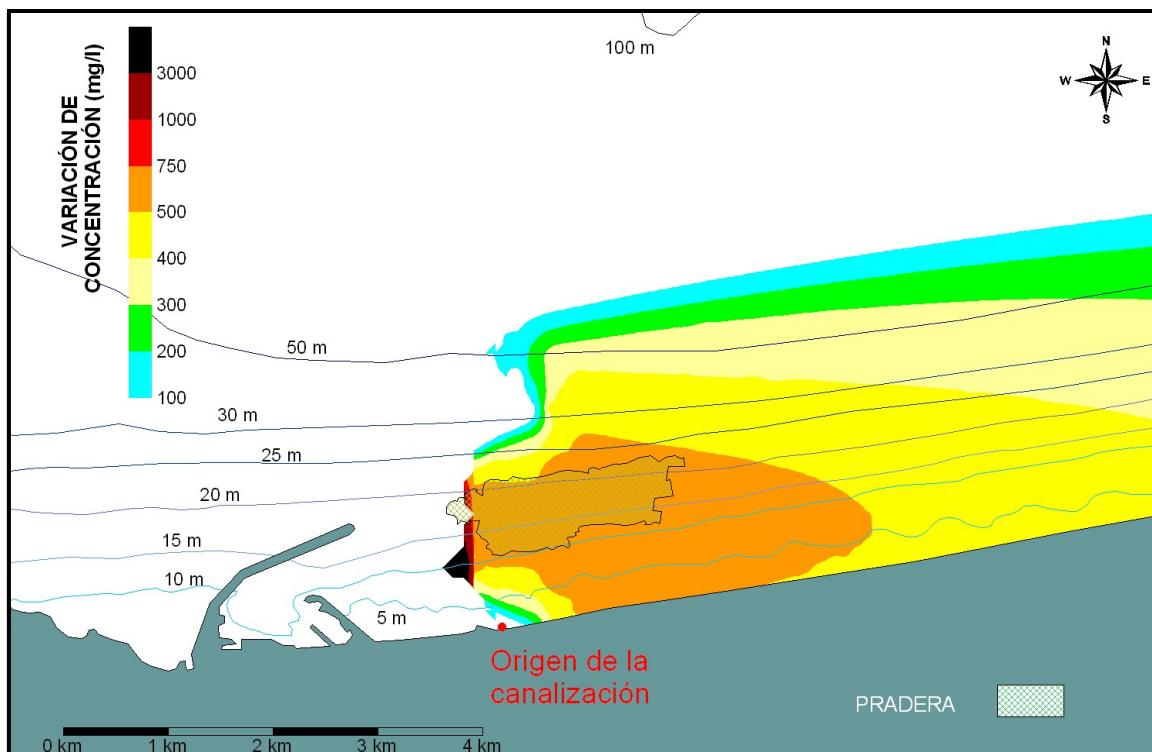 VARIACIÓN DE
CONCENTRACIÓN (mg/l)
3000
1000
750
500
400
300
200
100
100 m
N
W
E
S
50 m
30 m
25 m
20 m
15 m
10 m
5 m
Origen de la
canalización
PRADERA
0 km
1 km
2 km
3 km
4 km